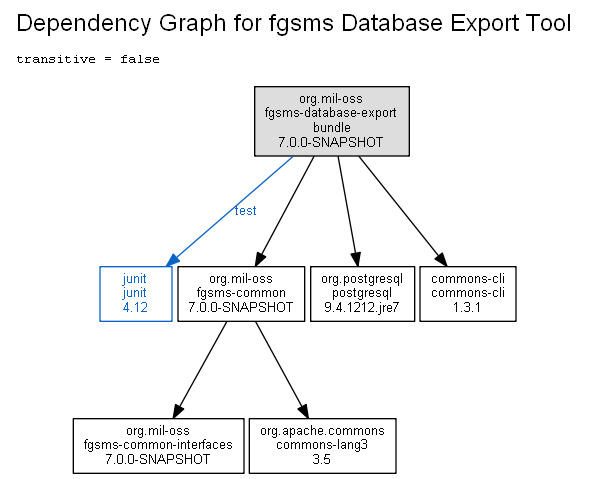 Dependency Graph for fgsms Database Export Tool
transitive = false
org.mil-oss
fgsms-database-export
bundle
7.0.0-SNAPSHOT
test
junit
junit
4.12
org.mil-oss
fgsms-common
7.0.0-SNAPSHOT
org.postgresql
postgresql
9.4.1212.jre7
commons-cli
commons-cli
1.3.1
org.mil-oss
fgsms-common-interfaces
7.0.0-SNAPSHOT
org.apache.commons
commons-lang3
3.5